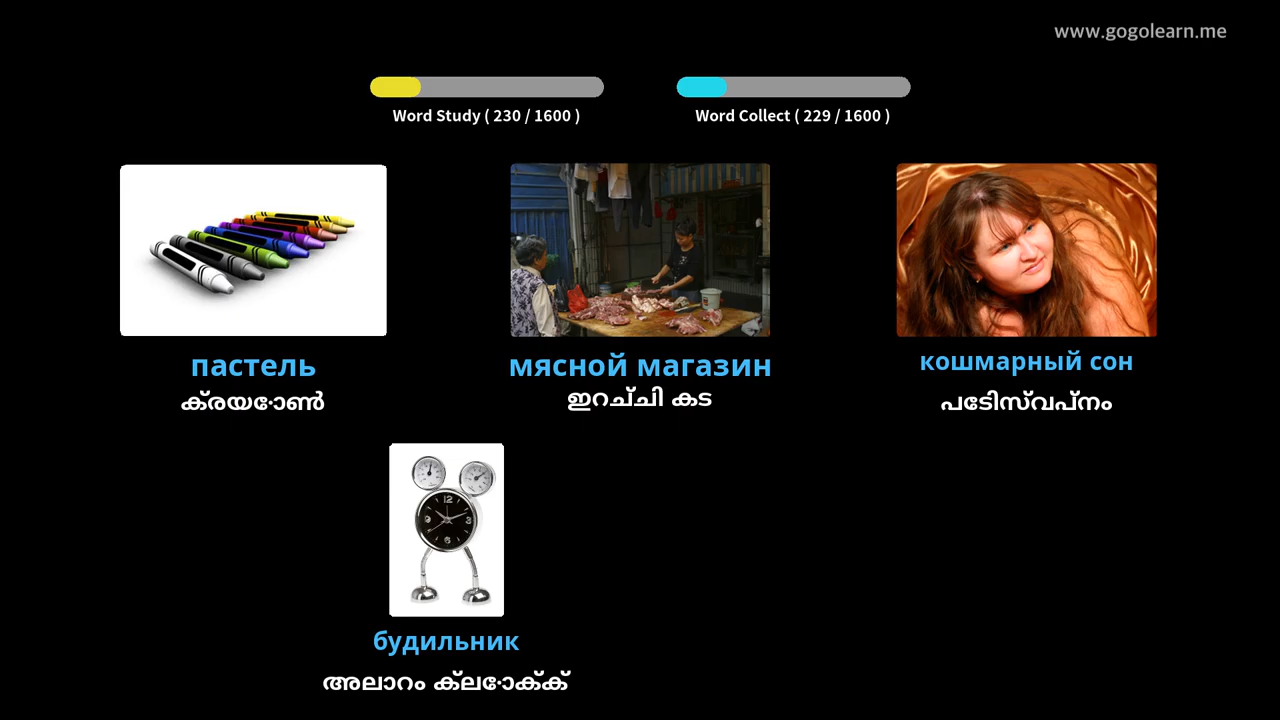 www.gogolearn.me
Word Study ( 230 / 1600 )
Word Collect ( 229 / 1600 )
пастель
мясной магазин
кошмарный сон
ക്രയോൺ
ഇറച്ചി കട
പടേിസ്വപ്നം
будильник
അലാറം ക്ലോക്ക്